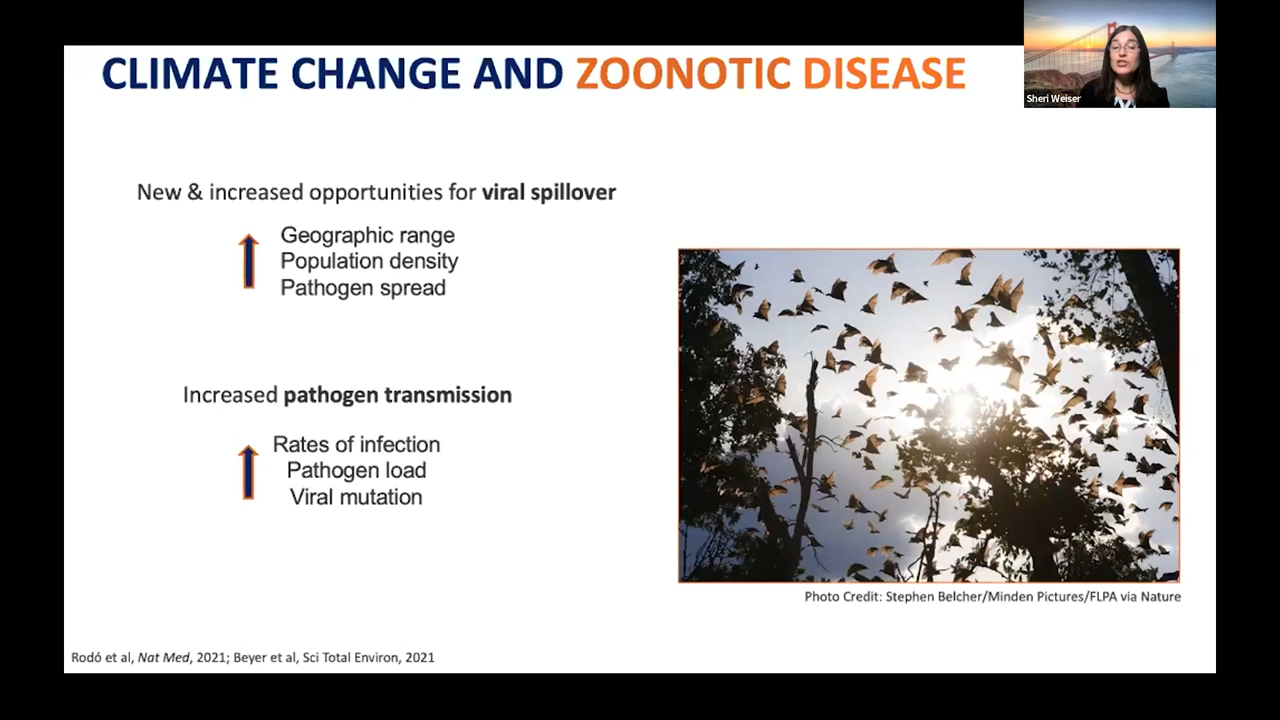 CLIMATE CHANGE AND ZOONOTIC DISEASE
Sheri Weiser
New & increased opportunities for viral spillover
Geographic range
Population density
Pathogen spread
Increased pathogen transmission
Rates of infection
Pathogen load
Viral mutation
Photo Credit: Stephen Belcher/Minden Pictures/FLPA via Nature
Rodó et al, Nat Med, 2021; Beyer et al, Sci Total Environ, 2021